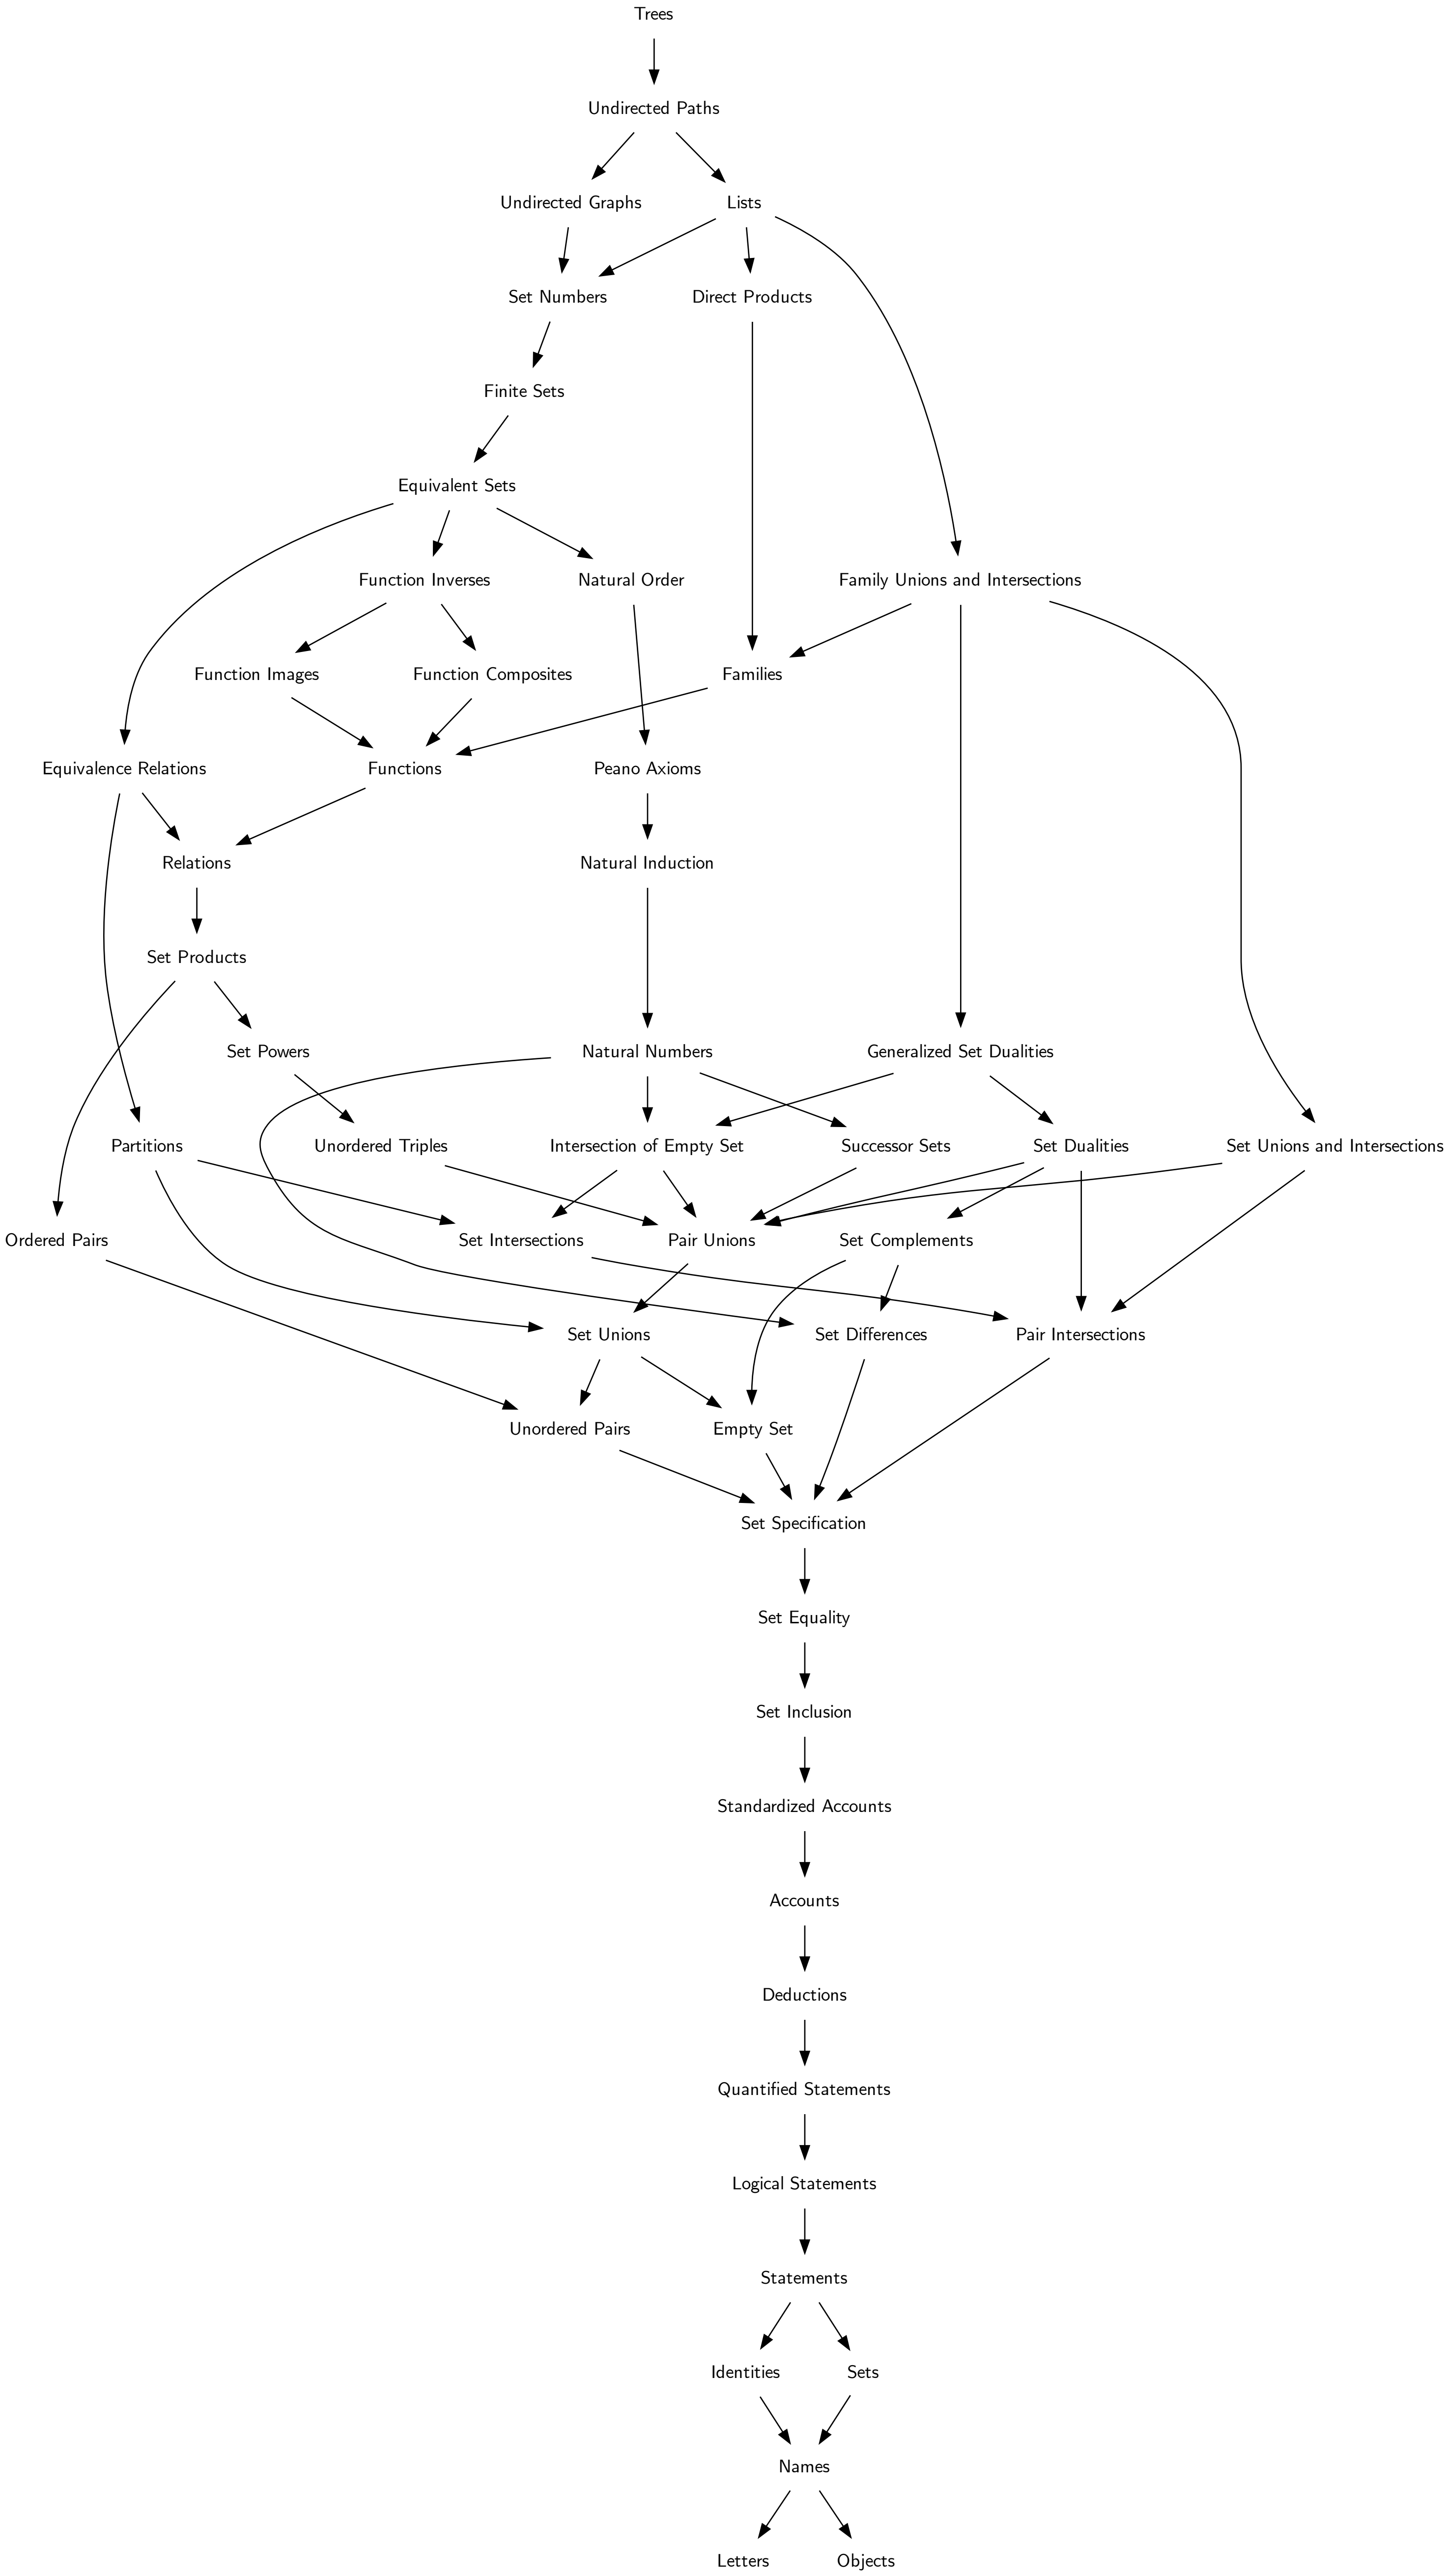 Trees
Undirected Paths
Undirected Graphs
Lists
Set Numbers
Direct Products
Finite Sets
Equivalent Sets
Function Inverses
Natural Order
Family Unions and Intersections
Function Images
Function Composites
Families
Equivalence Relations
Functions
Peano Axioms
Relations
Natural Induction
Set Products
Set Powers
Natural Numbers
Generalized Set Dualities
Partitions
Unordered Triples
Intersection of Empty Set
Successor Sets
Set Dualities
Set Unions and Intersections
Ordered Pairs
Set Intersections
Pair Unions
Set Complements
Set Unions
Set Differences
Pair Intersections
Unordered Pairs
Empty Set
Set Specification
Set Equality
Set Inclusion
Standardized Accounts
Accounts
Deductions
Quantified Statements
Logical Statements
Statements
Identities
Sets
Names
Letters
Objects